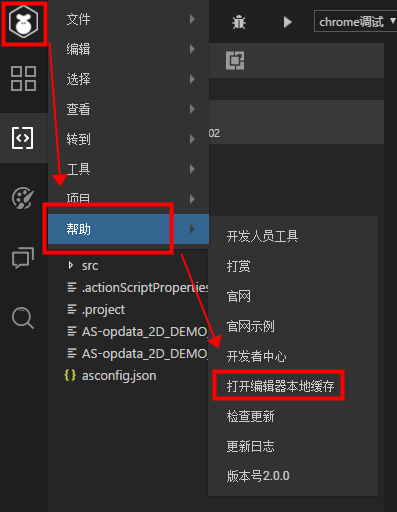 文件
chrome调试
编辑
选择
查看
02
转到
工具
项目
帮助
开发人员工具
src
打赏
.actionScriptProperties
官网
.project
官网示例
AS-opdata_2D_DEMO_
AS-opdata_2D_DEMO_
开发者中心
{} asconfig.json
打开编辑器本地缓存
检查更新
更新日志
版本号2.0.0